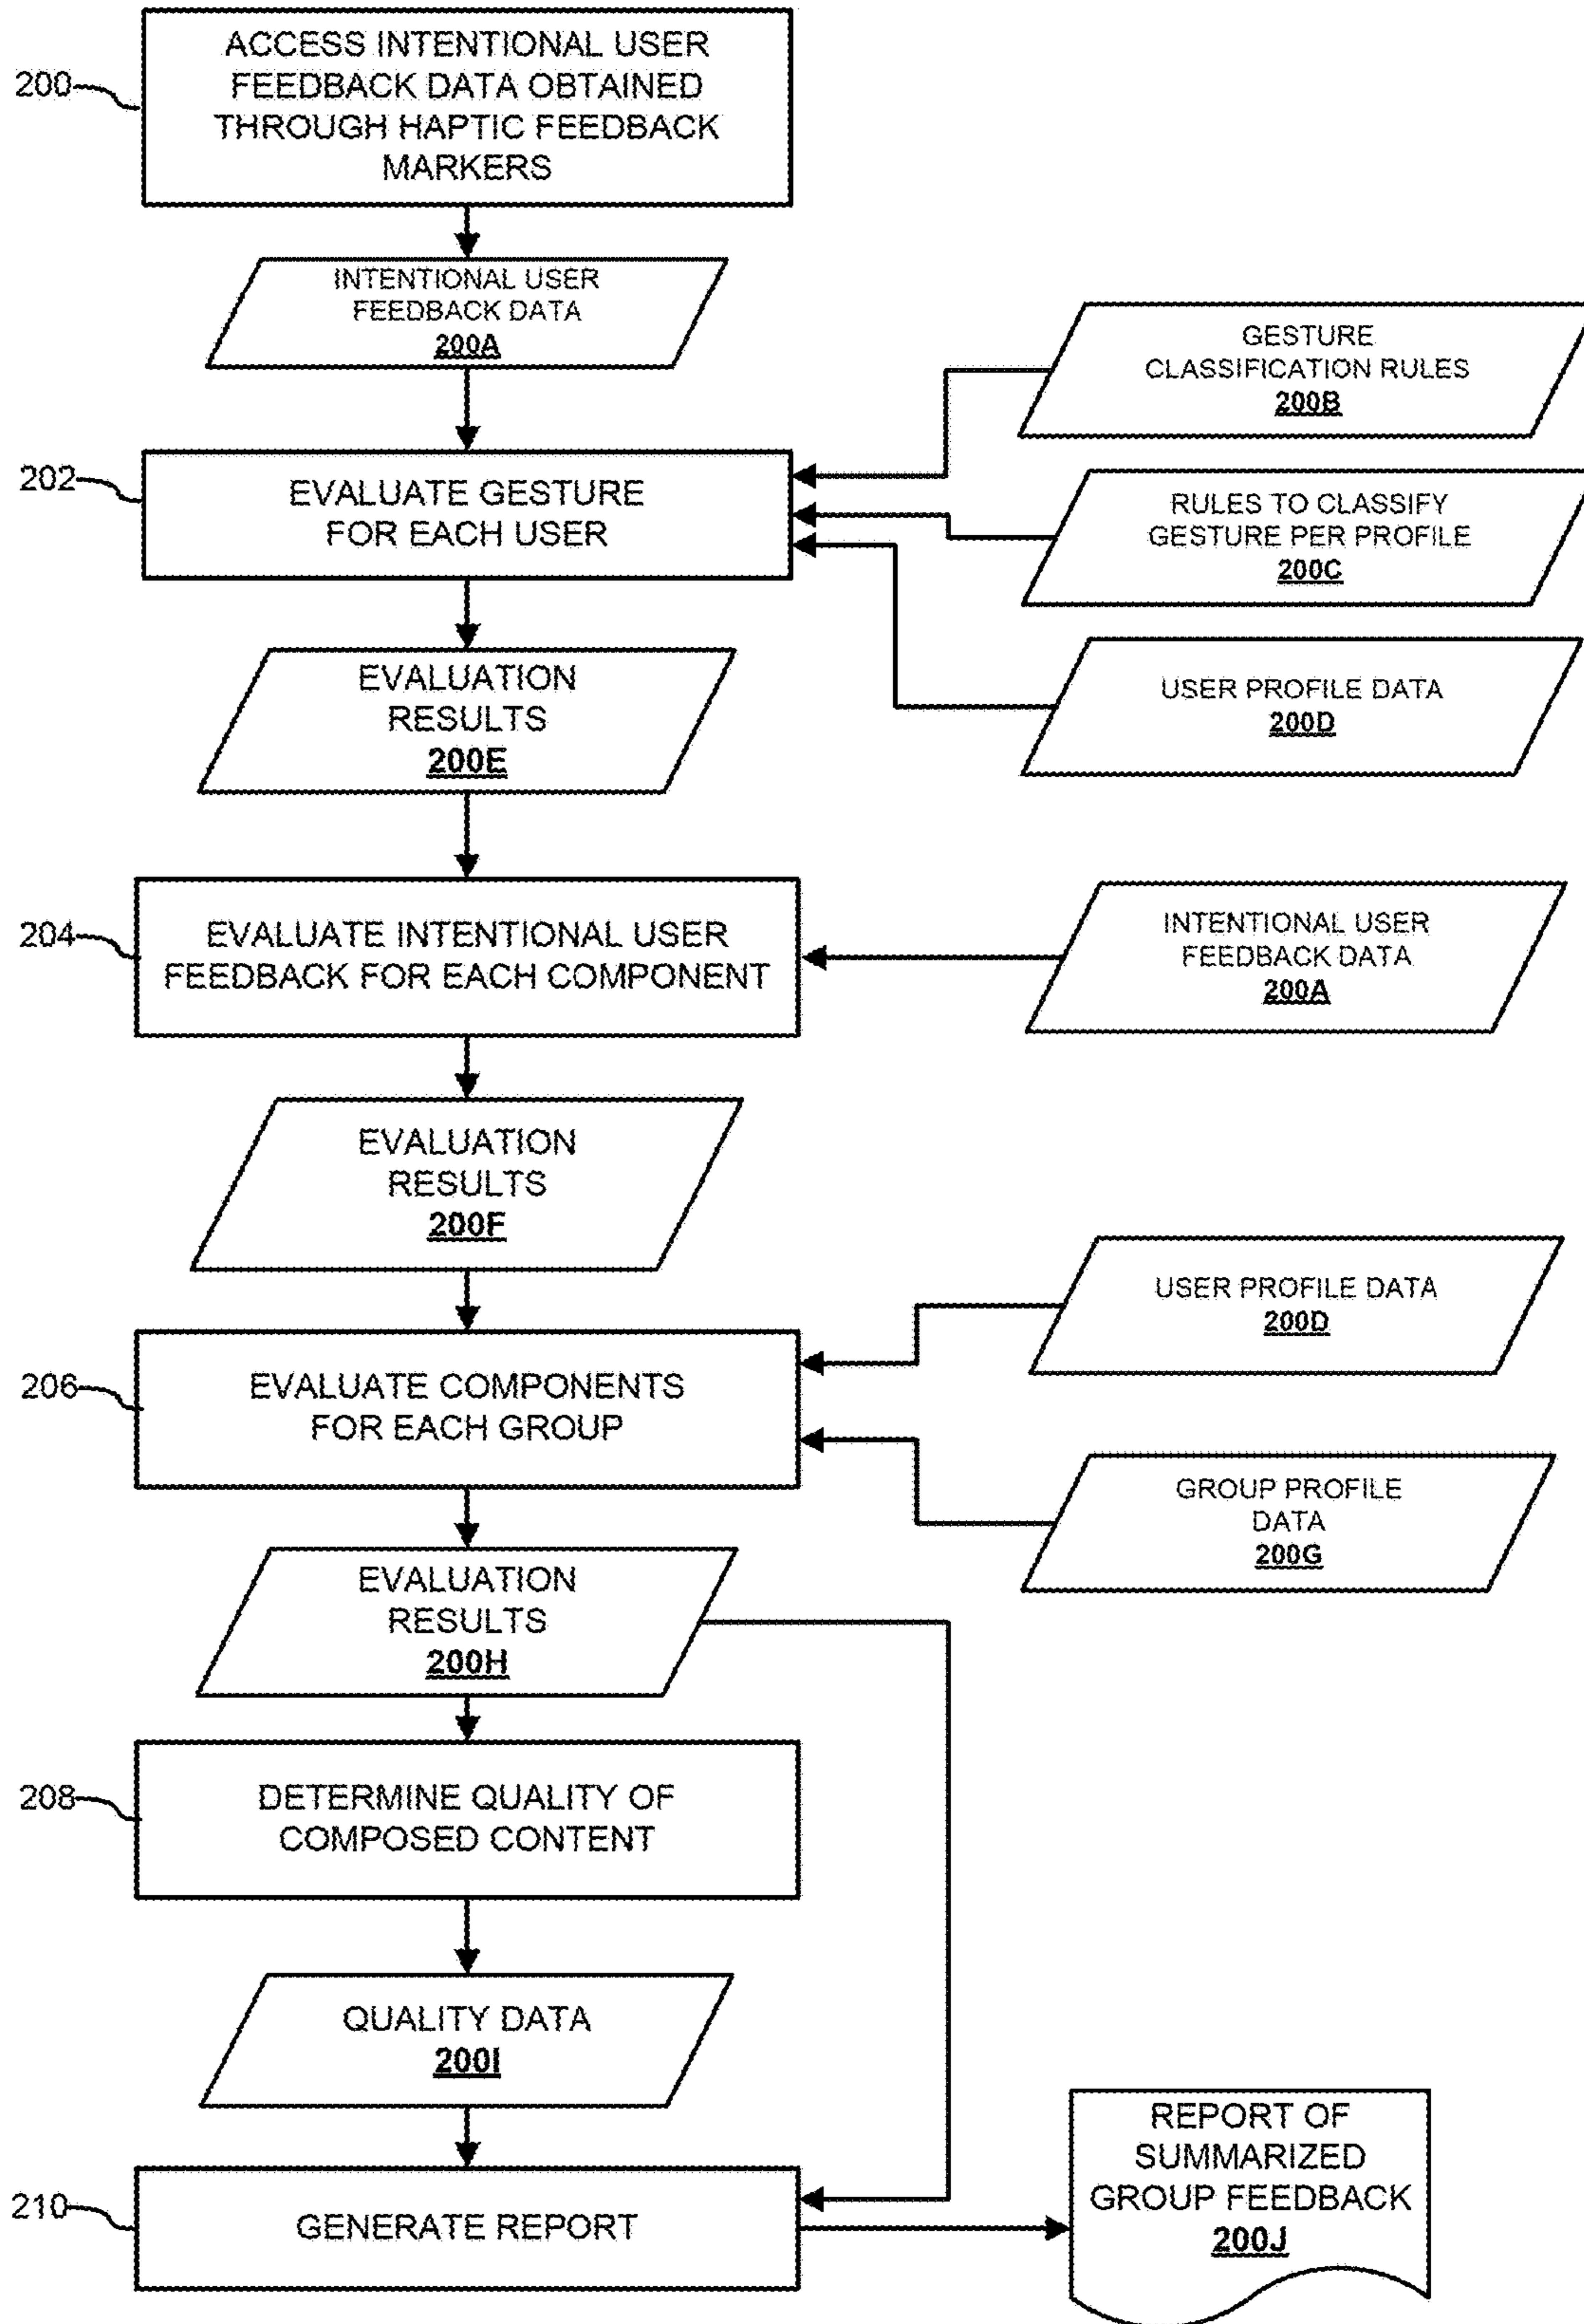 200
ACCESS INTENTIONAL USER
FEEDBACK DATA OBTAINED
THROUGH HAPTIC FEEDBACK
MARKERS
INTENTIONAL USER
FEEDBACK DATA
200A
GESTURE
CLASSIFICATION RULES
200B
202
EVALUATE GESTURE
FOR EACH USER
RULES TO CLASSIFY
GESTURE PER PROFILE
200C
USER PROFILE DATA
200D
EVALUATION
RESULTS
200E
204
EVALUATE INTENTIONAL USER
FEEDBACK FOR EACH COMPONENT
INTENTIONAL USER
FEEDBACK DATA
200A
EVALUATION
RESULTS
200F
USER PROFILE DATA
200D
206
EVALUATE COMPONENTS
FOR EACH GROUP
GROUP PROFILE
DATA
200G
EVALUATION
RESULTS
200H
208
DETERMINE QUALITY OF
COMPOSED CONTENT
QUALITY DATA
200I
210
GENERATE REPORT
REPORT OF
SUMMARIZED
GROUP FEEDBACK
200J